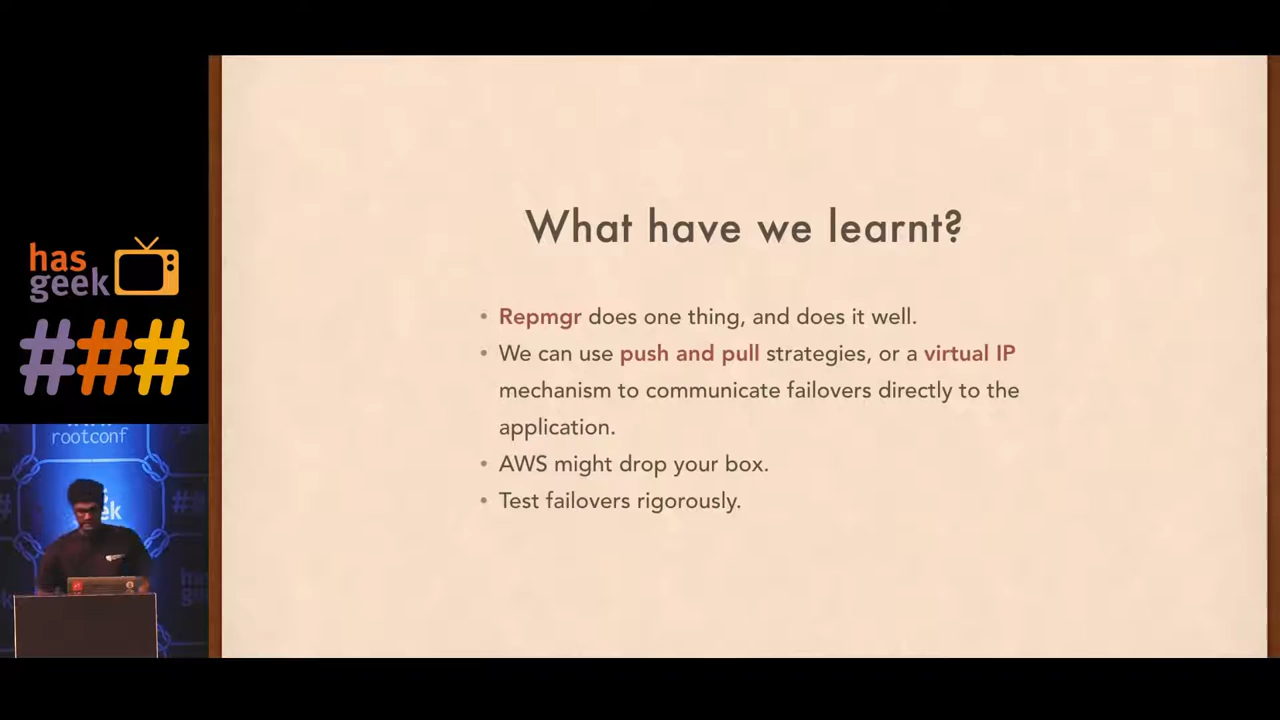 What have we learnt?
• Repmgr does one thing, and does it well.
• We can use push and pull strategies, or a virtual IP
mechanism to communicate failovers directly to the
application.
• AWS might drop your box.
• Test failovers rigorously.
has
geek
###
rootconf